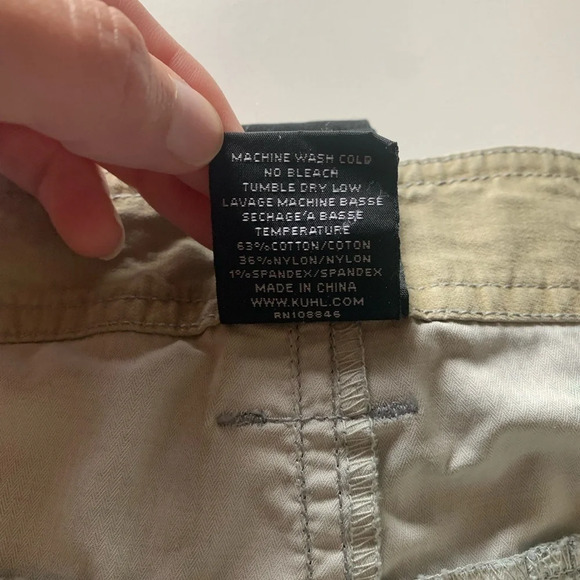 MACHINE WASH COLD
NO BLEACH
TUMBLE DRY LOW
LAVAGE MACHINE BASSE
SECHAGE'A BASSE
TEMPERATURE
63%COTTON/COTON
36%NYLON/NYLON
1%SPANDEX/SPANDEX
MADE IN CHINA
WWW.KUHL.COM
RN108846